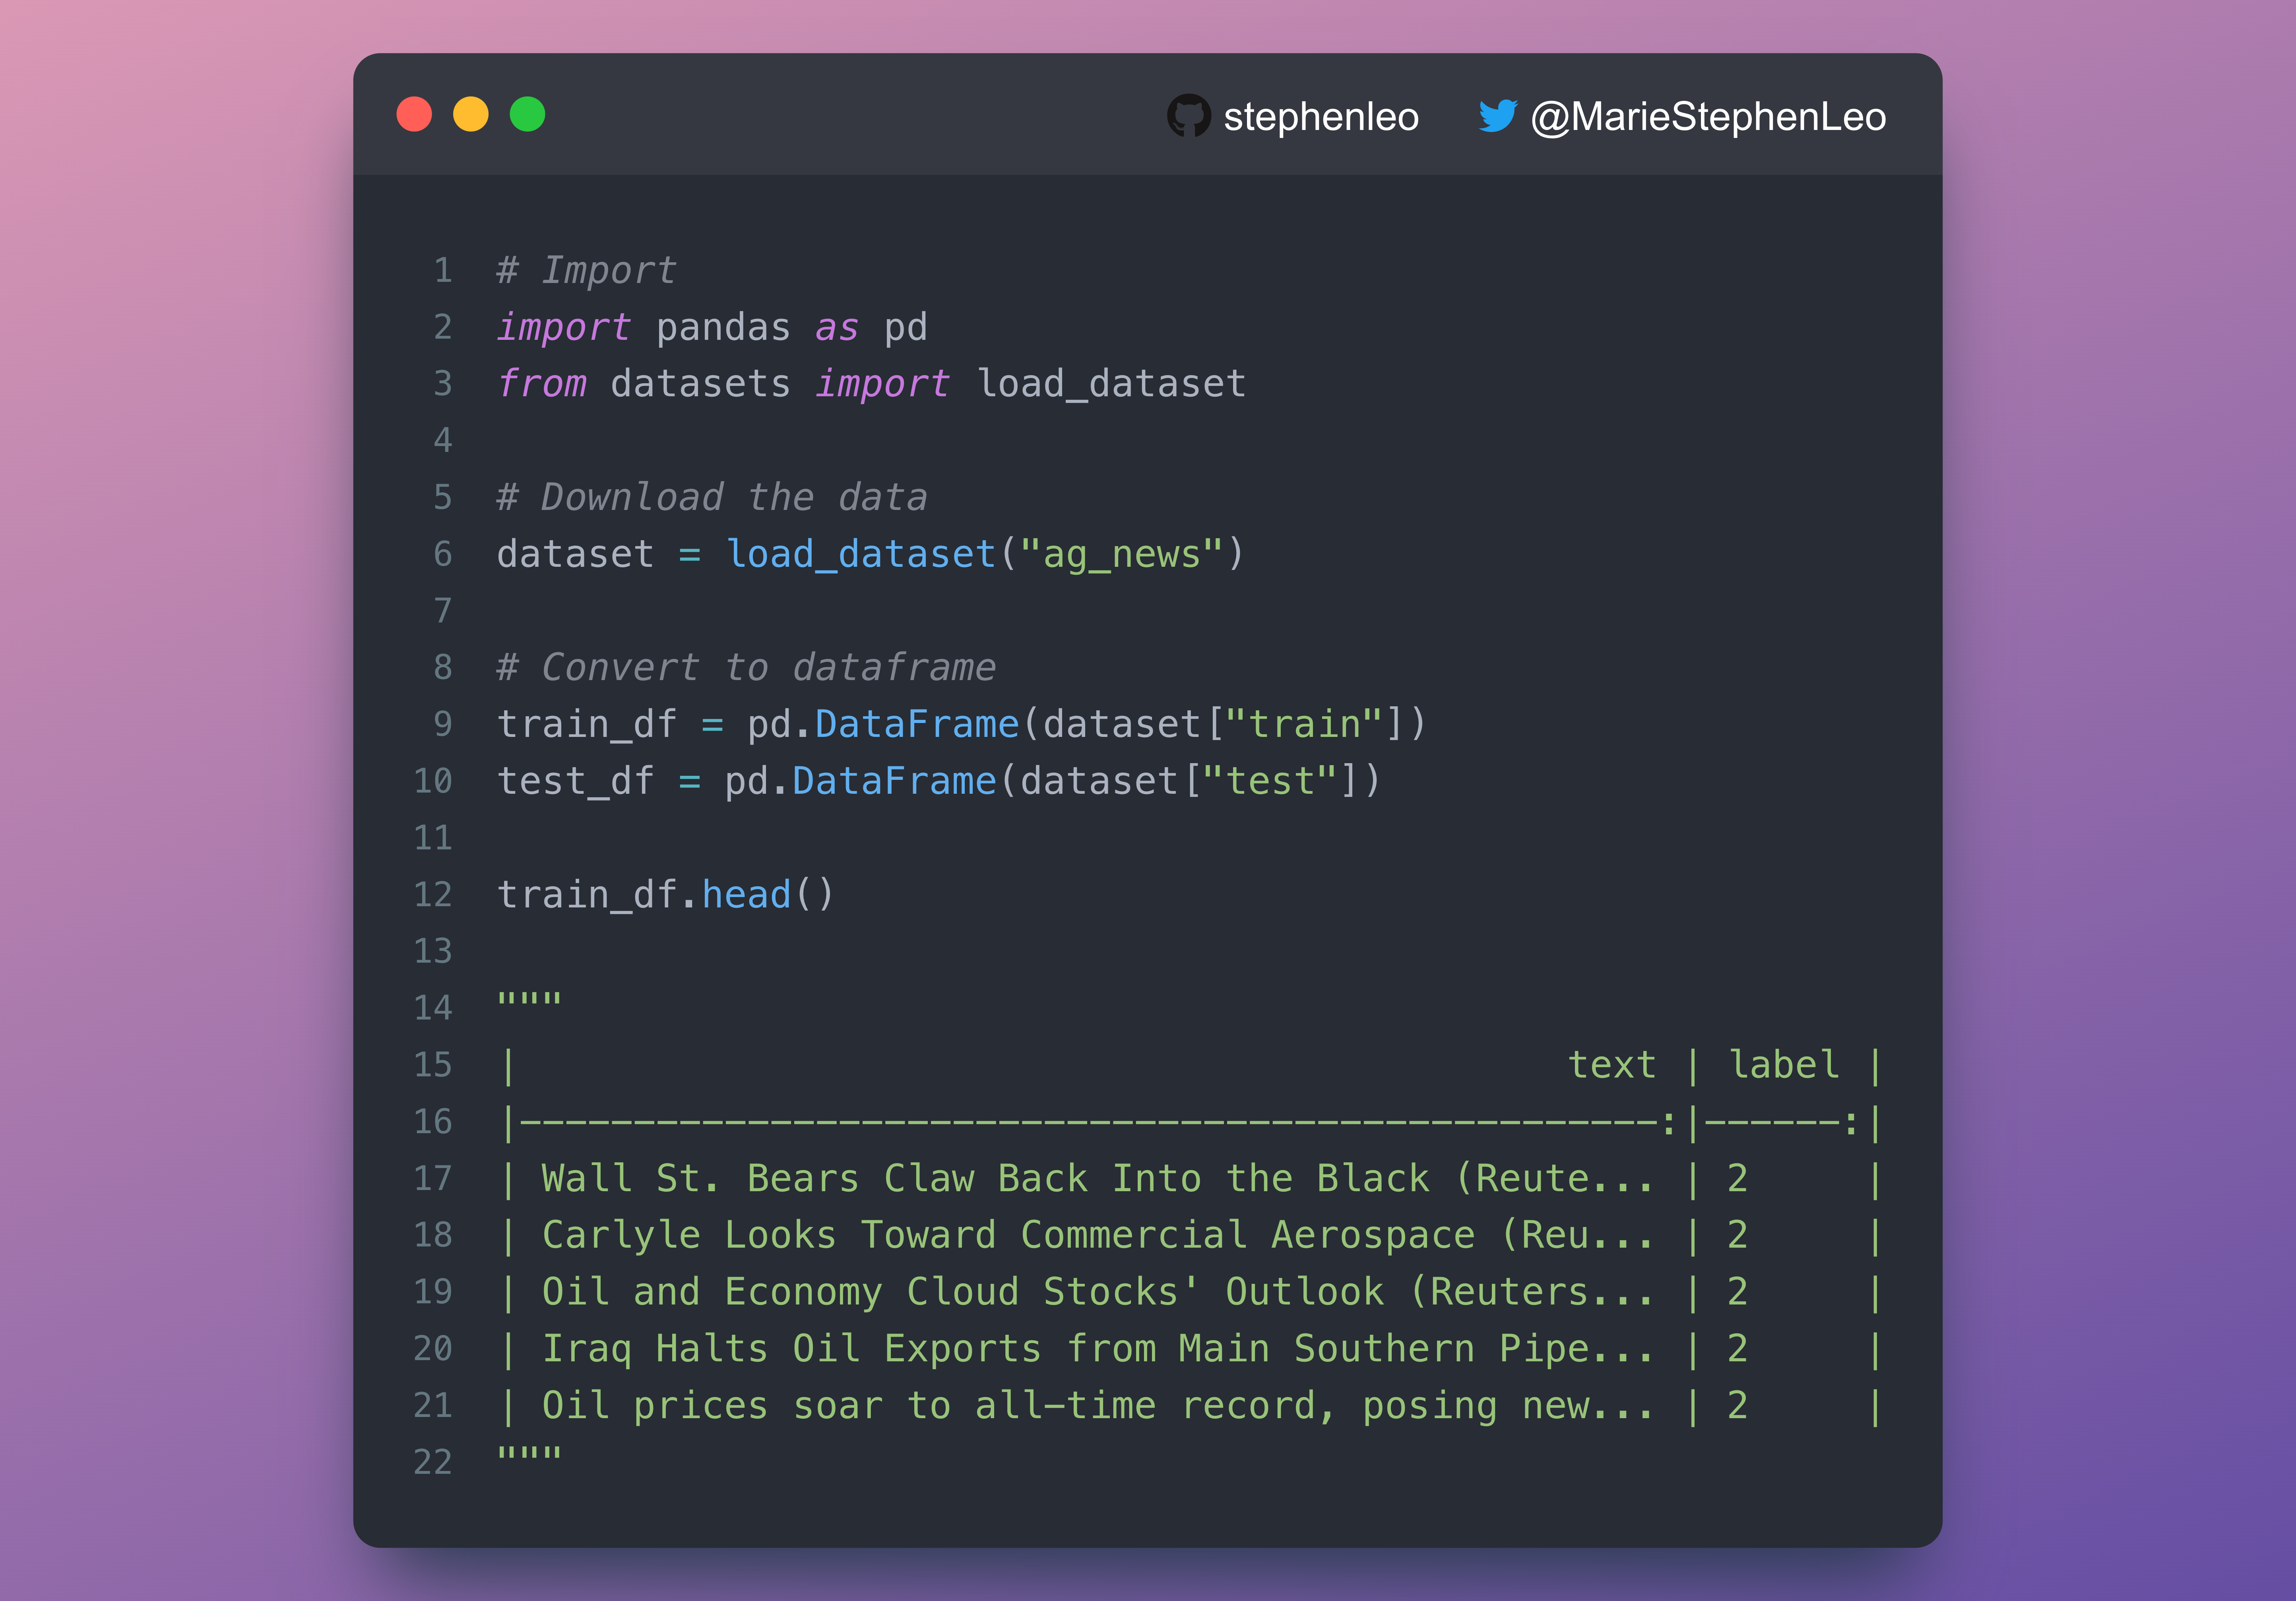 stephenleo @MarieStephenLeo
1 # Import
2 import pandas as pd
3 from datasets import load_dataset
4
5 # Download the data
6 dataset = load_dataset("ag_news")
7
8 # Convert to dataframe
9 train_df = pd.DataFrame(dataset["train"])
10 test_df = pd.DataFrame(dataset["test"])
11
12 train_df.head()
13
14 """
15 |                                              text | label |
16 |--------------------------------------------------:|------:|
17 | Wall St. Bears Claw Back Into the Black (Reute... | 2     |
18 | Carlyle Looks Toward Commercial Aerospace (Reu... | 2     |
19 | Oil and Economy Cloud Stocks' Outlook (Reuters... | 2     |
20 | Iraq Halts Oil Exports from Main Southern Pipe... | 2     |
21 | Oil prices soar to all-time record, posing new... | 2     |
22 """